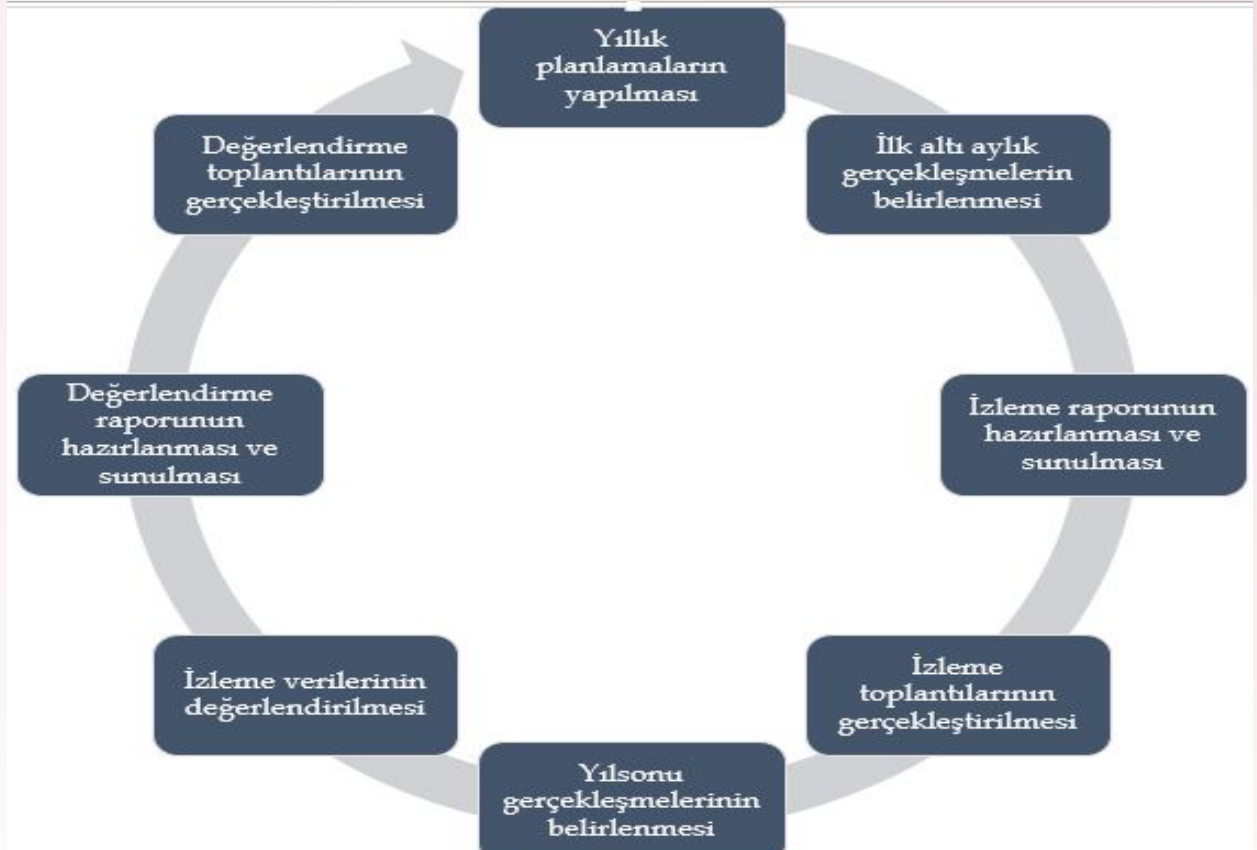 Yıllık
planlamaların
yapılması
İlk altı aylık
gerçekleşmelerin
belirlenmesi
İzleme raporunun
hazırlanması ve
sunulması
İzleme
toplantılarının
gerçekleştirilmesi
Yılsonu
gerçekleşmelerinin
belirlenmesi
İzleme verilerinin
değerlendirilmesi
Değerlendirme
raporunun
hazırlanması ve
sunulması
Değerlendirme
toplantılarının
gerçekleştirilmesi